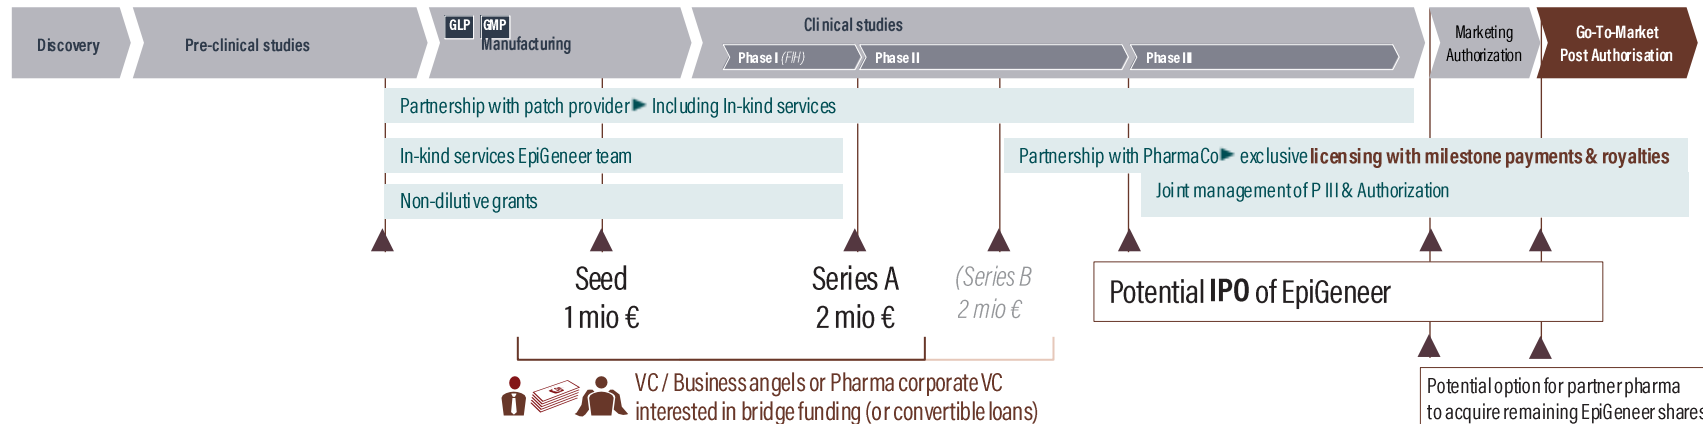 Discovery
Pre-clinical studies
GLP GMP
Manufacturing
Clinical studies
Phase I (FIH)
Phase II
Phase III
Marketing
Authorization
Go-To-Market
Post Authorisation
Partnership with patch provider► Including In-kind services
In-kind services EpiGeneer team
Partnership with PharmaCo► exclusive licensing with milestone payments & royalties
Joint management of P III & Authorization
Non-dilutive grants
Seed
1 mio €
Series A
2 mio €
(Series B
2 mio €
Potential IPO of EpiGeneer
VC / Business angels or Pharma corporate VC
interested in bridge funding (or convertible loans)
Potential option for partner pharma
to acquire remaining EpiGeneer shares